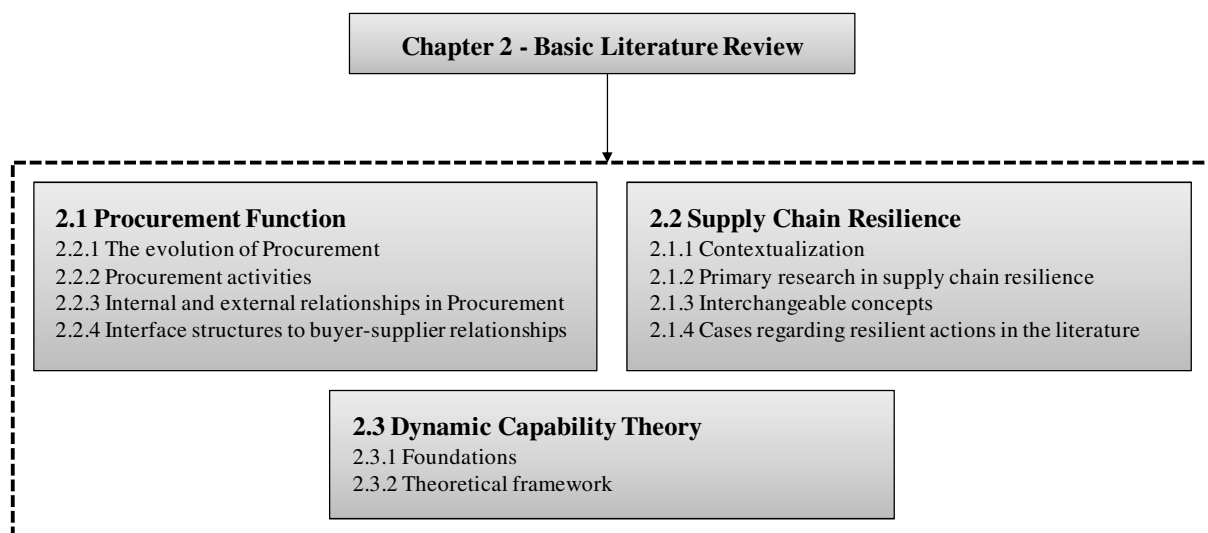 Chapter 2 - Basic Literature Review
2.1 Procurement Function
2.2.1 The evolution of Procurement
2.2.2 Procurement activities
2.2.3 Internal and external relationships in Procurement
2.2.4 Interface structures to buyer-supplier relationships
2.2 Supply Chain Resilience
2.1.1 Contextualization
2.1.2 Primary research in supply chain resilience
2.1.3 Interchangeable concepts
2.1.4 Cases regarding resilient actions in the literature
2.3 Dynamic Capability Theory
2.3.1 Foundations
2.3.2 Theoretical framework